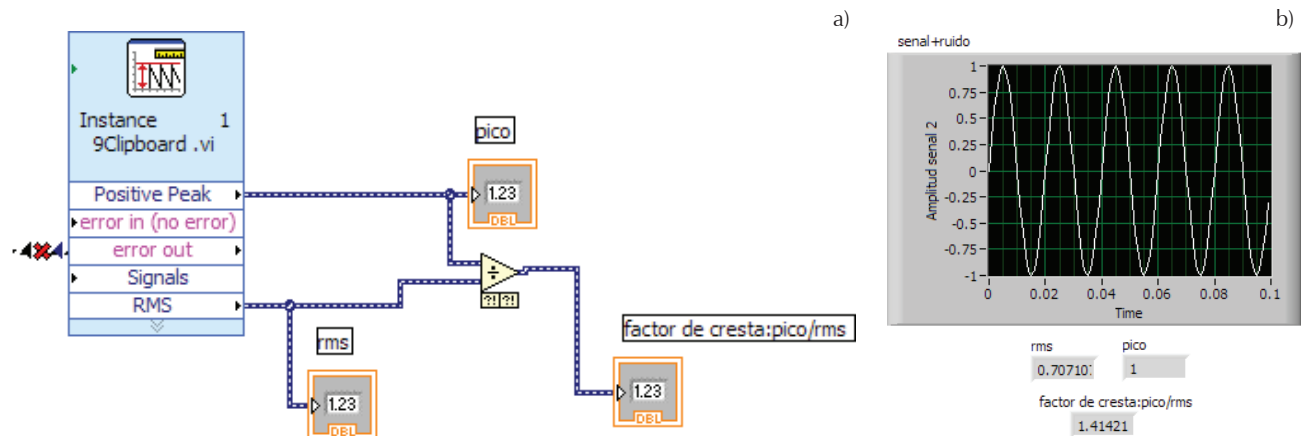 a)
Instance 1
9Clipboard .vi
Positive Peak
error in (no error)
error out
Signals
RMS
pico
1.23
DBL
÷
?! ?!
rms
1.23
DBL
factor de cresta:pico/rms
1.23
DBL
b)
senal+ruido
Amplitud senal 2
1
0.75
0.5
0.25
0
-0.25
-0.5
-0.75
-1
0 0.02 0.04 0.06 0.08 0.1
Time
rms pico
0.70710 1
factor de cresta:pico/rms
1.41421